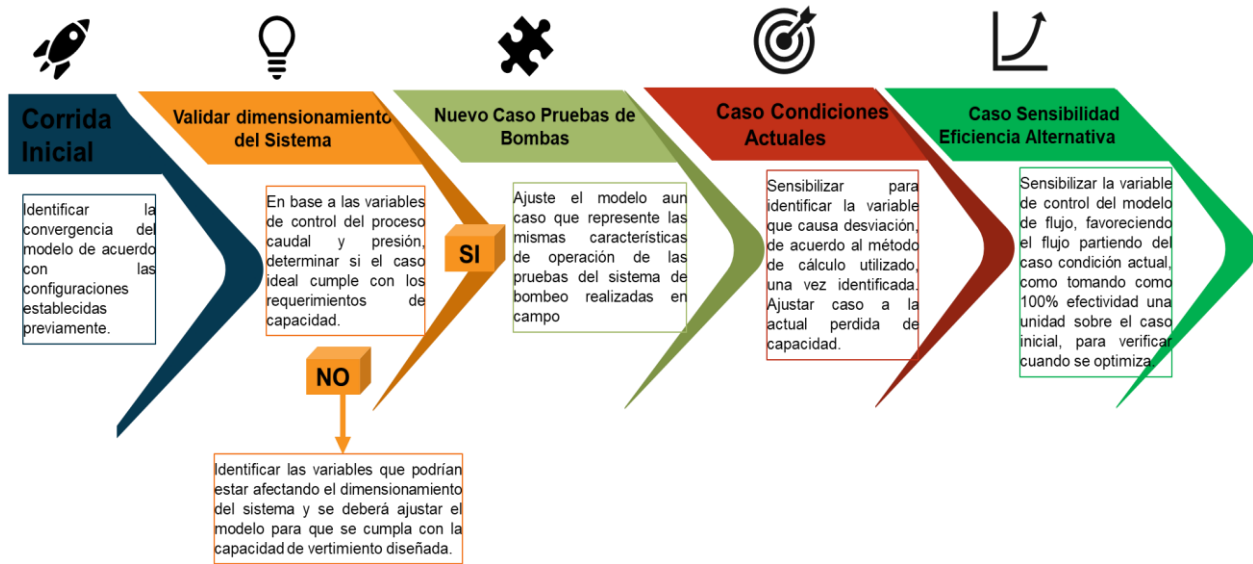 Corrida
Inicial
Validar dimensionamiento
del Sistema
Nuevo Caso Pruebas de
Bombas
Caso Condiciones
Actuales
Caso Sensibilidad
Eficiencia Alternativa
Identificar la
convergencia del
modelo de acuerdo
con las
configuraciones
establecidas
previamente.
En base a las variables
de control del proceso
caudal y presión,
determinar si el caso
ideal cumple con los
requerimientos de
capacidad.
SI
Ajuste el modelo aun
caso que represente las
mismas características
de operación de las
pruebas del sistema de
bombeo realizadas en
campo
Sensibilizar para
identificar la variable
que causa desviación,
de acuerdo al método
de cálculo utilizado,
una vez identificada.
Ajustar caso a la
actual perdida de
capacidad.
Sensibilizar la variable
de control del modelo
de flujo, favoreciendo
el flujo partiendo del
caso condición actual,
como tomando como
100% efectividad una
unidad sobre el caso
inicial, para verificar
cuando se optimiza.
NO
Identificar las variables que podrían
estar afectando el dimensionamiento
del sistema y se deberá ajustar el
modelo para que se cumpla con la
capacidad de vertimiento diseñada.